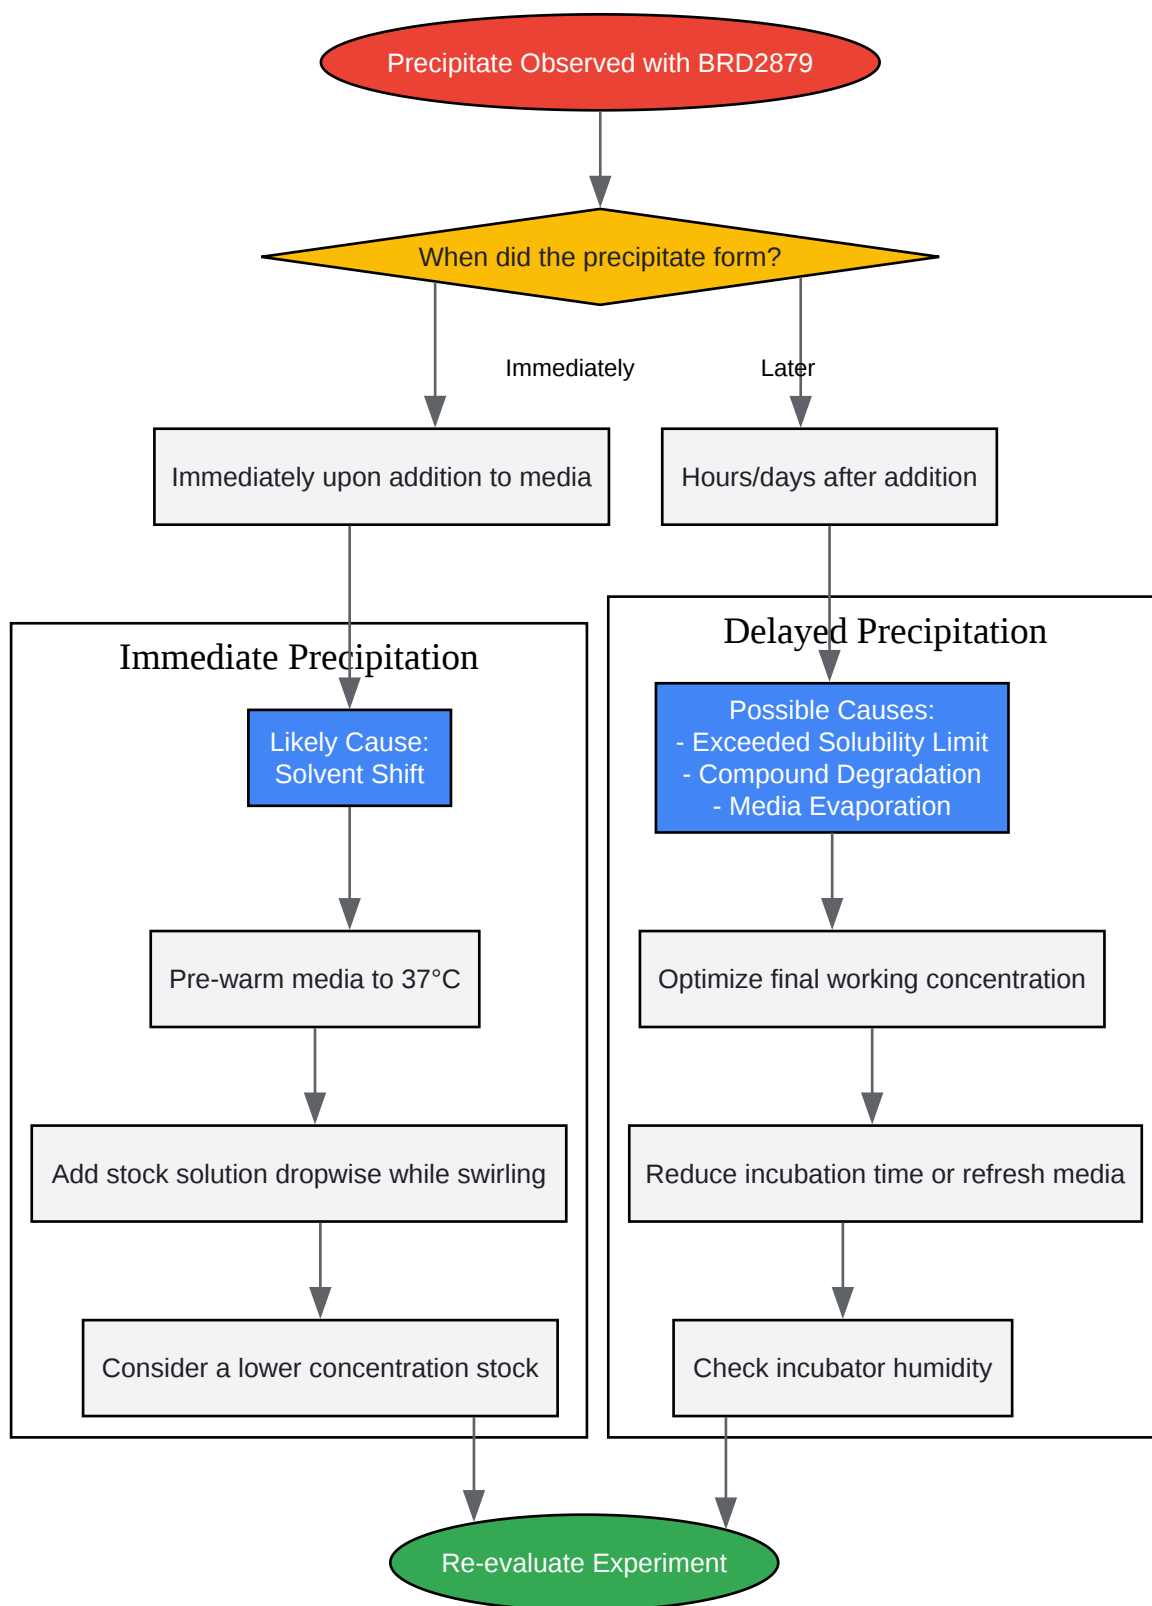 Precipitate Observed with BRD2879
When did the precipitate form?
Immediately
Later
Immediately upon addition to media
Hours/days after addition
Immediate Precipitation
Likely Cause:
Solvent Shift
Pre-warm media to 37°C
Add stock solution dropwise while swirling
Consider a lower concentration stock
Delayed Precipitation
Possible Causes:
- Exceeded Solubility Limit
- Compound Degradation
- Media Evaporation
Optimize final working concentration
Reduce incubation time or refresh media
Check incubator humidity
Re-evaluate Experiment